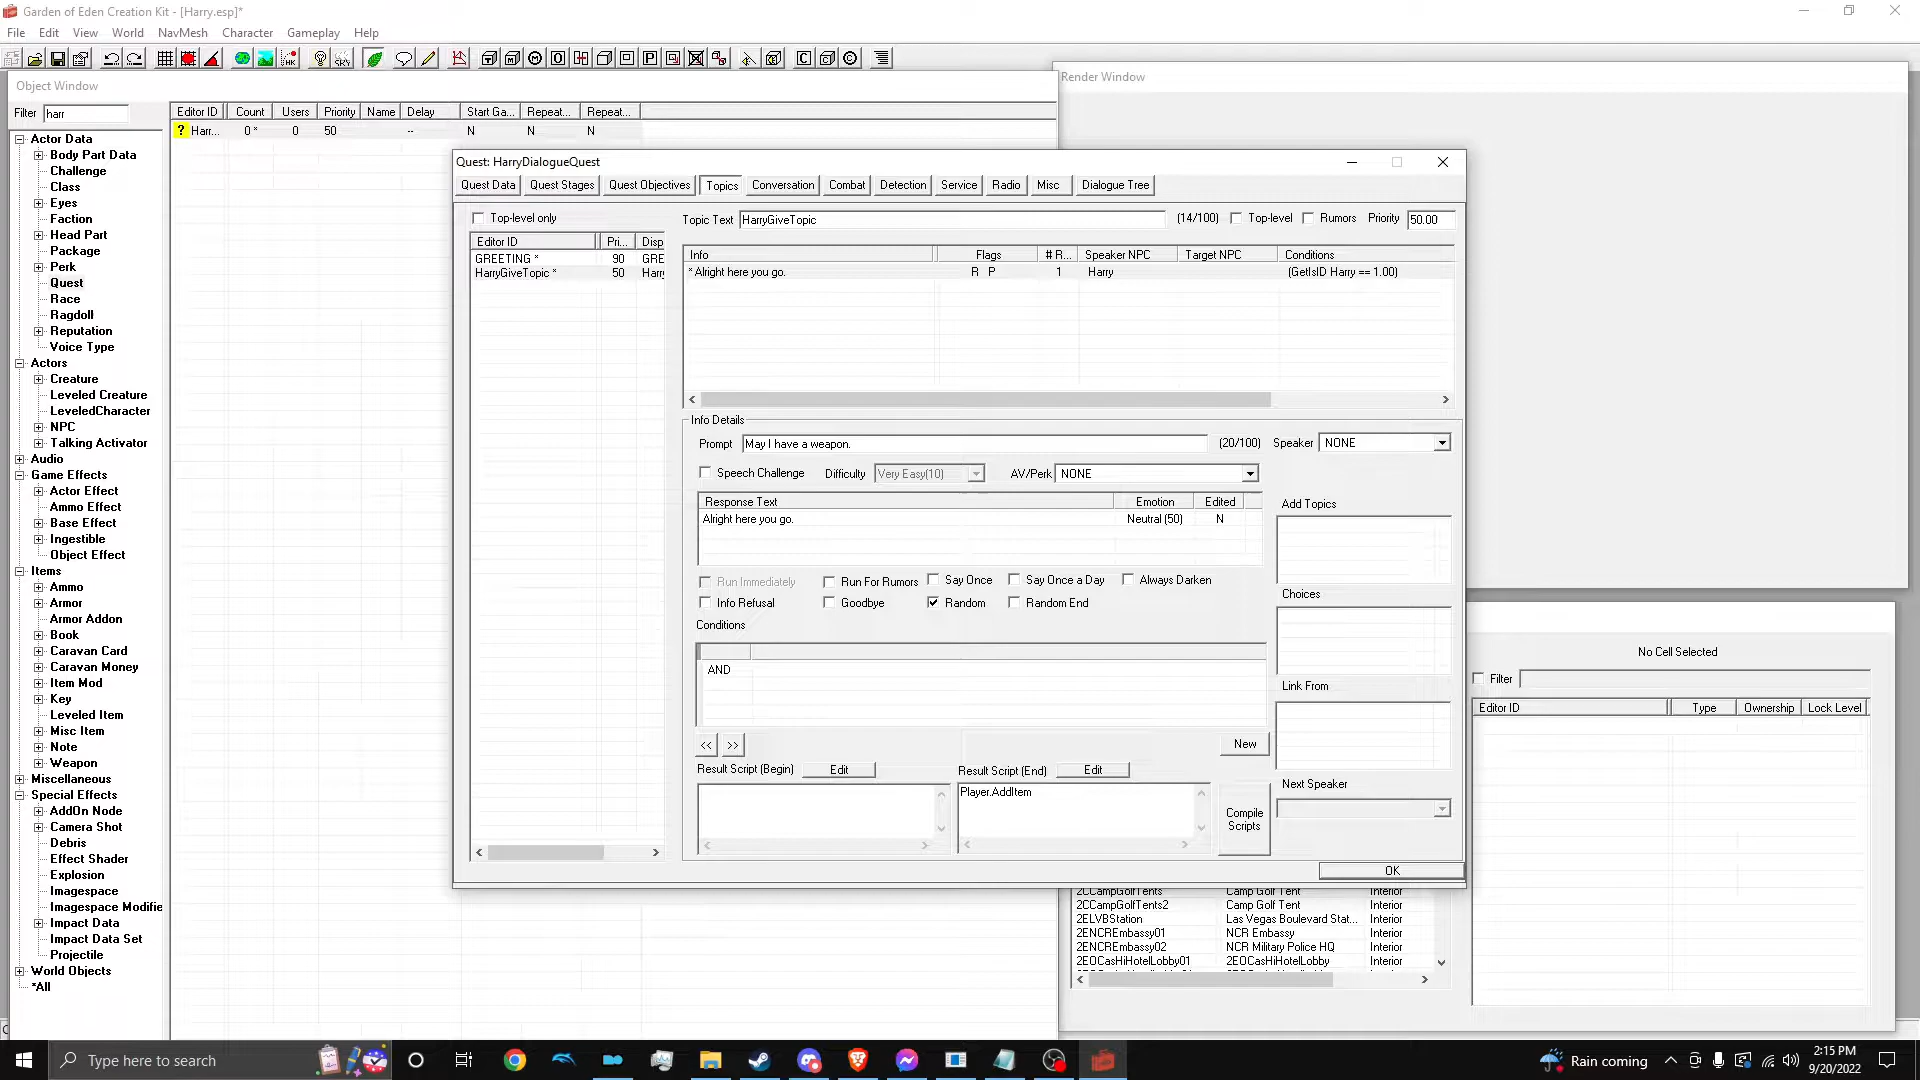 Garden of Eden Creation Kit - [Harry.esp]*
File Edit View World NavMesh Character Gameplay Help
Object Window
Render Window
Filter harr
Editor ID Count Users Priority Name Delay Start Ga... Repeat... Repeat...
? Harr... 0 * 0 50 -- N N N
Actor Data
Body Part Data
Challenge
Class
Eyes
Faction
Head Part
Package
Perk
Quest
Race
Ragdoll
Reputation
Voice Type
Actors
Creature
Leveled Creature
LeveledCharacter
NPC
Talking Activator
Audio
Game Effects
Actor Effect
Ammo Effect
Base Effect
Ingestible
Object Effect
Items
Ammo
Armor
Armor Addon
Book
Caravan Card
Caravan Money
Item Mod
Key
Leveled Item
Misc Item
Note
Weapon
Miscellaneous
Special Effects
AddOn Node
Camera Shot
Debris
Effect Shader
Explosion
Imagespace
Imagespace Modifie
Impact Data
Impact Data Set
Projectile
World Objects
*All
Quest: HarryDialogueQuest
Quest Data Quest Stages Quest Objectives Topics Conversation Combat Detection Service Radio Misc Dialogue Tree
Top-level only
Topic Text HarryGiveTopic (14/100) Top-level Rumors Priority 50.00
Editor ID Pri... Disp
GREETING * 90 GRE
HarryGiveTopic * 50 Harry
Info Flags # R... Speaker NPC Target NPC Conditions
* Alright here you go. R P 1 Harry (GetIsID Harry == 1.00)
Info Details
Prompt May I have a weapon. (20/100) Speaker NONE
Speech Challenge Difficulty Very Easy(10) AV/Perk NONE
Response Text Emotion Edited
Alright here you go. Neutral (50) N
Add Topics
Run Immediately Run For Rumors Say Once Say Once a Day Always Darken
Info Refusal Goodbye Random Random End
Choices
Conditions
AND
Link From
<< >> New
Result Script (Begin) Edit Result Script (End) Edit
Player.AddItem
Compile Scripts
Next Speaker
OK
No Cell Selected
Filter
Editor ID Type Ownership Lock Level
2CCampGolfTents Camp Golf Tent Interior
2CCampGolfTents2 Camp Golf Tent Interior
2ELVBStation Las Vegas Boulevard Stat... Interior
2ENCREmbassy01 NCR Embassy Interior
2ENCREmbassy02 NCR Military Police HQ Interior
2EOCasHiHotelLobby01 2EOCasHiHotelLobby Interior
Type here to search
Rain coming
2:15 PM
9/20/2022